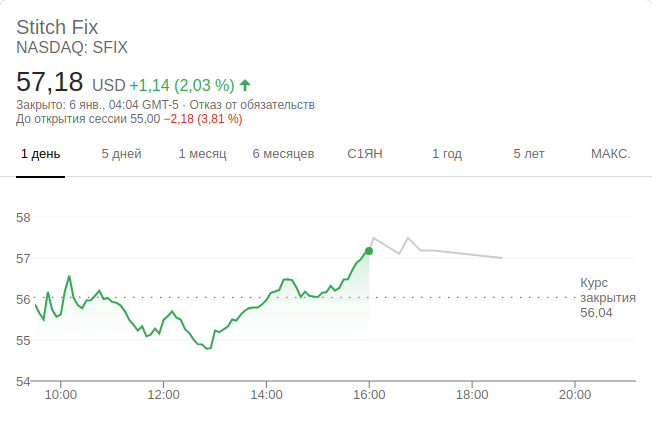 Stitch Fix
NASDAQ: SFIX
57,18 USD +1,14 (2,03 %)
Закрыто: 6 янв., 04:04 GMT-5 · Отказ от обязательств
До открытия сессии 55,00 −2,18 (3,81 %)
1 день 5 дней 1 месяц 6 месяцев С1ЯН 1 год 5 лет МАКС.
58
57
56
55
54
Курс
закрытия
56,04
10:00 12:00 14:00 16:00 18:00 20:00